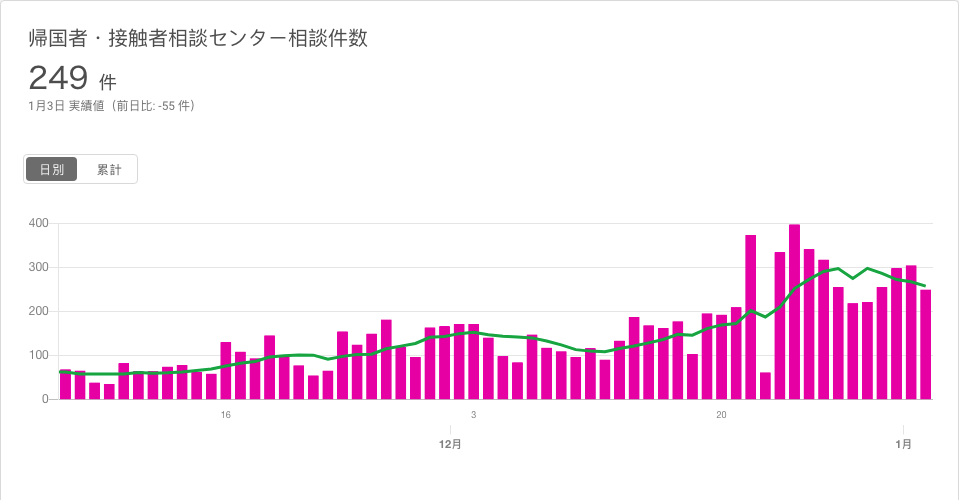 帰国者・接触者相談センター相談件数
249 件
1月3日 実績値（前日比: -55 件）
日別 累計
400
300
200
100
0
16 3 20
12月 1月